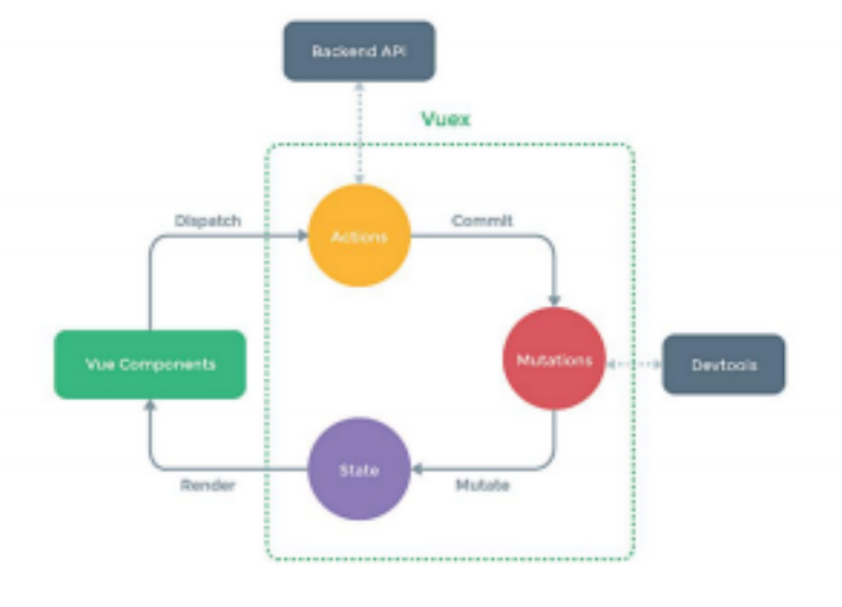 Backend API
Vuex
Dispatch
Commit
Actions
Vue Components
Mutations
Devtools
State
Render
Mutate